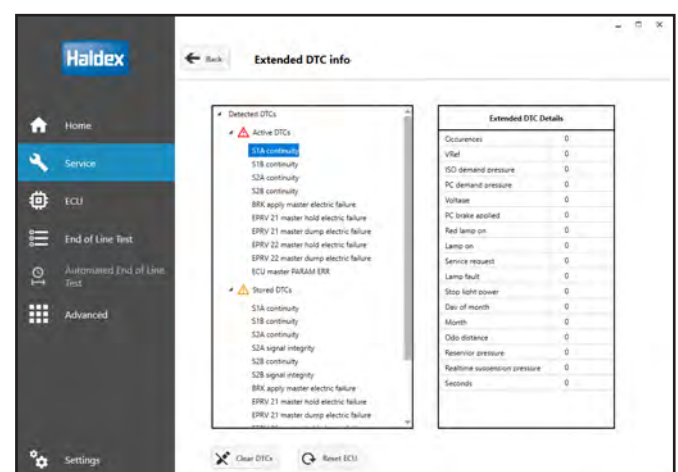 Haldex
Back
Extended DTC info
Home
Service
ECU
End of Line Test
Automated End of Line
Test
Advanced
Settings
Detected DTCs
Active DTCs
S1A continuity
S1B continuity
S2A continuity
S2B continuity
BRK apply master electric failure
EPRV 21 master hold electric failure
EPRV 21 master dump electric failure
EPRV 22 master hold electric failure
EPRV 22 master dump electric failure
ECU master PARAM ERR
Stored DTCs
S1A continuity
S1B continuity
S2A continuity
S2A signal integrity
S2B continuity
S2B signal integrity
BRK apply master electric failure
EPRV 21 master hold electric failure
EPRV 21 master dump electric failure
Extended DTC Details
Occurences 0
VRef 0
ISO demand pressure 0
PC demand pressure 0
Voltage 0
PC brake applied 0
Red lamp on 0
Lamp on 0
Service request 0
Lamp fault 0
Stop light power 0
Day of month 0
Month 0
Odo distance 0
Reservior pressure 0
Realtime suspension pressure 0
Seconds 0
Clear DTCs
Reset ECU